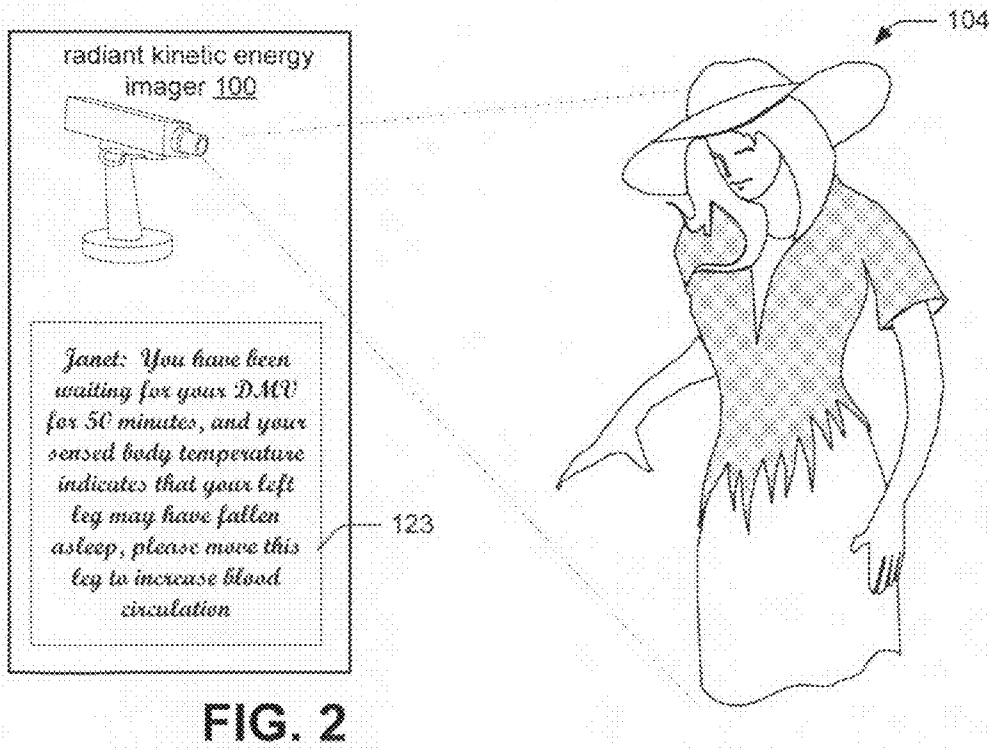 104
radiant kinetic energy
imager 100
Janet: You have been
waiting for your DMV
for 50 minutes, and your
sensed body temperature
indicates that your left
leg may have fallen
asleep, please move this
leg to increase blood
circulation
123
FIG. 2